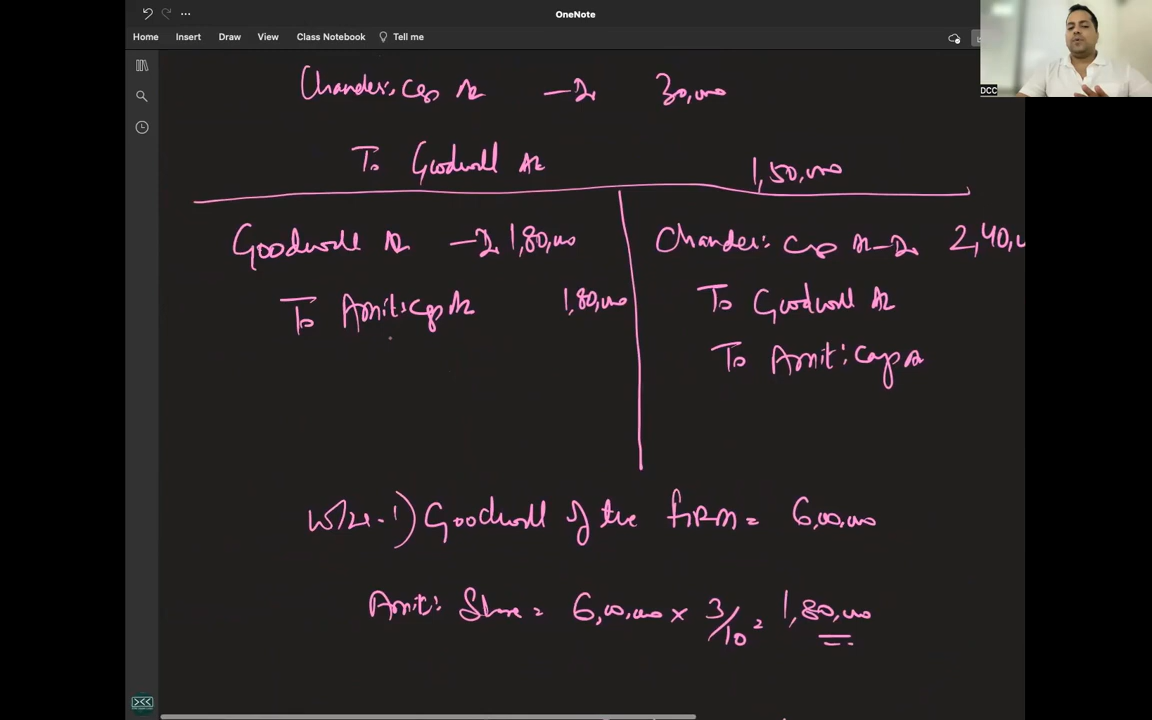 OneNote
Home Insert Draw View Class Notebook Tell me
DCC
Chander: Cap A/c —Dr 30,000
To Goodwill A/c 1,50,000
Goodwill A/c —Dr 1,80,000
To Amit: Cap A/c 1,80,000
Chander: Cap A/c —Dr 2,40,0
To Goodwill A/c
To Amit: Cap A/c
1) Goodwill of the firm = 6,00,000
Amit: Share = 6,00,000 × 3/10 = 1,80,000